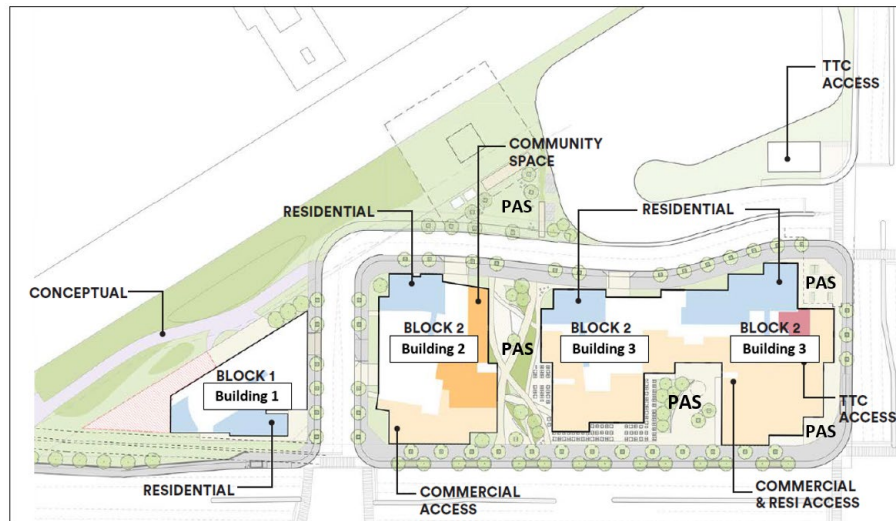 TTC
ACCESS
COMMUNITY
SPACE
PAS
RESIDENTIAL
RESIDENTIAL
PAS
CONCEPTUAL
BLOCK 2
Building 2
PAS
BLOCK 2
Building 3
BLOCK 2
Building 3
BLOCK 1
Building 1
PAS
TTC
ACCESS
PAS
RESIDENTIAL
COMMERCIAL
ACCESS
COMMERCIAL
& RESI ACCESS